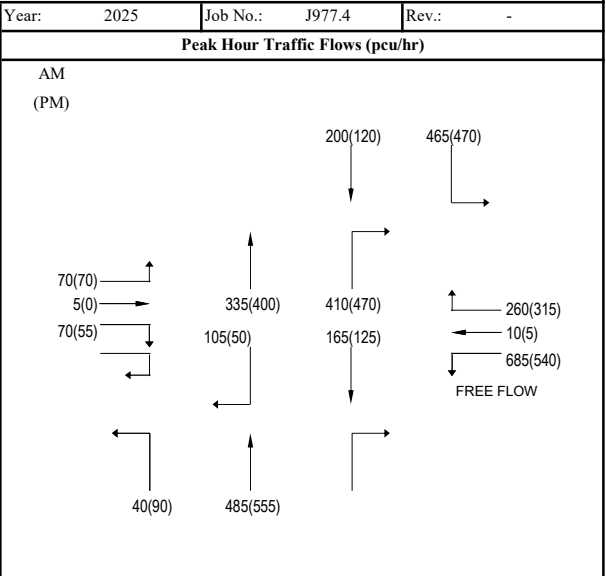 Year: 2025 Job No.: J977.4 Rev.: -
Peak Hour Traffic Flows (pcu/hr)
AM
(PM)
200(120) 465(470)
70(70)
5(0) 335(400) 410(470) 260(315)
70(55) 105(50) 165(125) 10(5)
685(540)
FREE FLOW
40(90) 485(555)